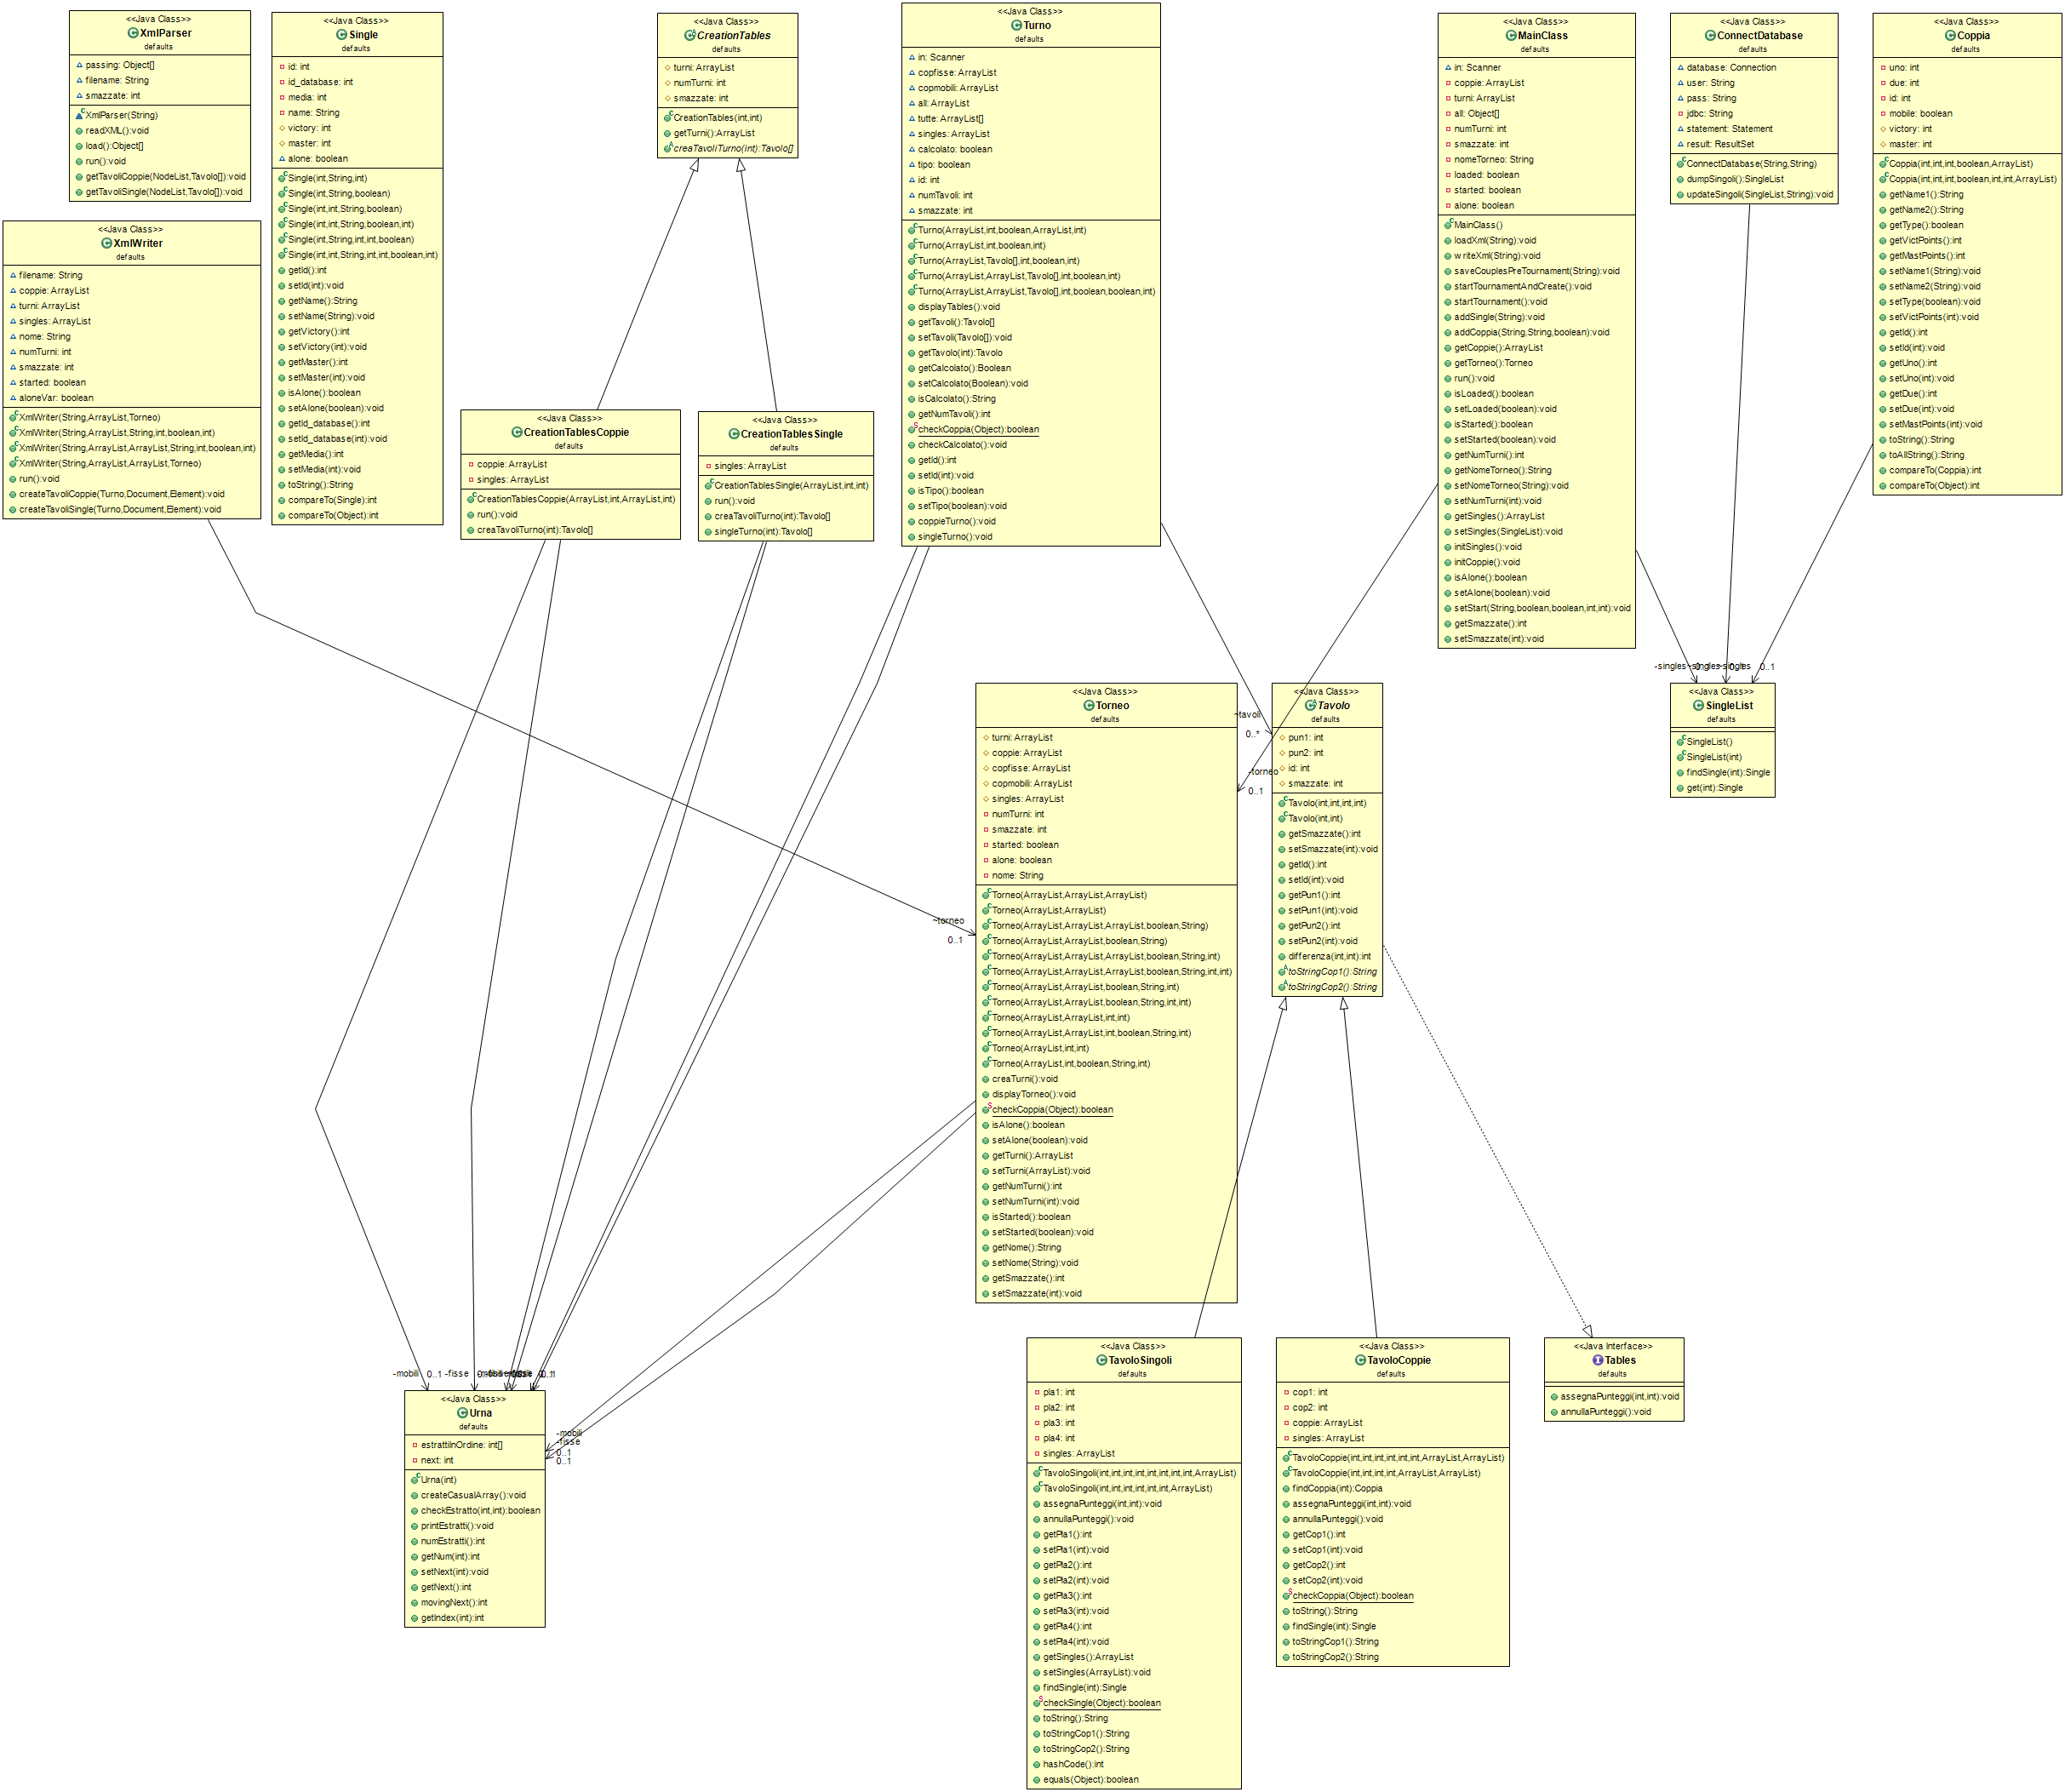 <<Java Class>>
XmlParser
defaults
passing: Object[]
filename: String
smazzate: int
XmlParser(String)
readXML():void
load():Object[]
run():void
getTavoliCoppie(NodeList,Tavolo[]):void
getTavoliSingle(NodeList,Tavolo[]):void
<<Java Class>>
XmlWriter
defaults
filename: String
coppie: ArrayList
turni: ArrayList
singles: ArrayList
nome: String
numTurni: int
smazzate: int
started: boolean
aloneVar: boolean
XmlWriter(String,ArrayList,Torneo)
XmlWriter(String,ArrayList,String,int,boolean,int)
XmlWriter(String,ArrayList,ArrayList,String,int,boolean,int)
XmlWriter(String,ArrayList,ArrayList,Torneo)
run():void
createTavoliCoppie(Turno,Document,Element):void
createTavoliSingle(Turno,Document,Element):void
<<Java Class>>
Single
defaults
id: int
id_database: int
media: int
name: String
victory: int
master: int
alone: boolean
Single(int,String,int)
Single(int,String,boolean)
Single(int,int,String,boolean)
Single(int,int,String,boolean,int)
Single(int,String,int,int,boolean)
Single(int,int,String,int,int,boolean,int)
getId():int
setId(int):void
getName():String
setName(String):void
getVictory():int
setVictory(int):void
getMaster():int
setMaster(int):void
isAlone():boolean
setAlone(boolean):void
getId_database():int
setId_database(int):void
getMedia():int
setMedia(int):void
toString():String
compareTo(Single):int
compareTo(Object):int
<<Java Class>>
CreationTables
defaults
turni: ArrayList
numTurni: int
smazzate: int
CreationTables(int,int)
getTurni():ArrayList
creaTavoliTurno(int):Tavolo[]
<<Java Class>>
CreationTablesCoppie
defaults
coppie: ArrayList
singles: ArrayList
CreationTablesCoppie(ArrayList,int,ArrayList,int)
run():void
creaTavoliTurno(int):Tavolo[]
<<Java Class>>
CreationTablesSingle
defaults
singles: ArrayList
CreationTablesSingle(ArrayList,int,int)
run():void
creaTavoliTurno(int):Tavolo[]
singleTurno(int):Tavolo[]
<<Java Class>>
Turno
defaults
in: Scanner
copfisse: ArrayList
copmobili: ArrayList
all: ArrayList
tutte: ArrayList[]
singles: ArrayList
calcolato: boolean
tipo: boolean
id: int
numTavoli: int
smazzate: int
Turno(ArrayList,int,boolean,ArrayList,int)
Turno(ArrayList,int,boolean,int)
Turno(ArrayList,Tavolo[],int,boolean,int)
Turno(ArrayList,ArrayList,Tavolo[],int,boolean,int)
Turno(ArrayList,ArrayList,Tavolo[],int,boolean,boolean,int)
displayTables():void
getTavoli():Tavolo[]
setTavoli(Tavolo[]):void
getTavolo(int):Tavolo
getCalcolato():Boolean
setCalcolato(Boolean):void
isCalcolato():String
getNumTavoli():int
checkCoppia(Object):boolean
checkCalcolato():void
getId():int
setId(int):void
isTipo():boolean
setTipo(boolean):void
coppieTurno():void
singleTurno():void
<<Java Class>>
MainClass
defaults
in: Scanner
coppie: ArrayList
turni: ArrayList
all: Object[]
numTurni: int
smazzate: int
nomeTorneo: String
loaded: boolean
started: boolean
alone: boolean
MainClass()
loadXml(String):void
writeXml(String):void
saveCouplesPreTournament(String):void
startTournamentAndCreate():void
startTournament():void
addSingle(String):void
addCoppia(String,String,boolean):void
getCoppie():ArrayList
getTorneo():Torneo
run():void
isLoaded():boolean
setLoaded(boolean):void
isStarted():boolean
setStarted(boolean):void
getNumTurni():int
getNomeTorneo():String
setNomeTorneo(String):void
setNumTurni(int):void
getSingles():ArrayList
setSingles(SingleList):void
initSingles():void
initCoppie():void
isAlone():boolean
setAlone(boolean):void
setStart(String,boolean,boolean,int,int):void
getSmazzate():int
setSmazzate(int):void
<<Java Class>>
ConnectDatabase
defaults
database: Connection
user: String
pass: String
jdbc: String
statement: Statement
result: ResultSet
ConnectDatabase(String,String)
dumpSingoli():SingleList
updateSingoli(SingleList,String):void
<<Java Class>>
Coppia
defaults
uno: int
due: int
id: int
mobile: boolean
victory: int
master: int
Coppia(int,int,int,boolean,ArrayList)
Coppia(int,int,int,boolean,int,int,ArrayList)
getName1():String
getName2():String
getType():boolean
getVictPoints():int
getMastPoints():int
setName1(String):void
setName2(String):void
setType(boolean):void
setVictPoints(int):void
getId():int
setId(int):void
getUno():int
setUno(int):void
getDue():int
setDue(int):void
setMastPoints(int):void
toString():String
toAllString():String
compareTo(Coppia):int
compareTo(Object):int
-singles
~singles
0..1
<<Java Class>>
SingleList
defaults
SingleList()
SingleList(int)
findSingle(int):Single
get(int):Single
~torneo
0..1
<<Java Class>>
Torneo
defaults
turni: ArrayList
coppie: ArrayList
copfisse: ArrayList
copmobili: ArrayList
singles: ArrayList
numTurni: int
smazzate: int
started: boolean
alone: boolean
nome: String
Torneo(ArrayList,ArrayList,ArrayList)
Torneo(ArrayList,ArrayList)
Torneo(ArrayList,ArrayList,ArrayList,boolean,String)
Torneo(ArrayList,ArrayList,boolean,String)
Torneo(ArrayList,ArrayList,ArrayList,boolean,String,int)
Torneo(ArrayList,ArrayList,ArrayList,boolean,String,int,int)
Torneo(ArrayList,ArrayList,boolean,String,int)
Torneo(ArrayList,ArrayList,boolean,String,int,int)
Torneo(ArrayList,ArrayList,int,int)
Torneo(ArrayList,ArrayList,int,boolean,String,int)
Torneo(ArrayList,int,int)
Torneo(ArrayList,int,boolean,String,int)
creaTurni():void
displayTorneo():void
checkCoppia(Object):boolean
isAlone():boolean
setAlone(boolean):void
getTurni():ArrayList
setTurni(ArrayList):void
getNumTurni():int
setNumTurni(int):void
isStarted():boolean
setStarted(boolean):void
getNome():String
setNome(String):void
getSmazzate():int
setSmazzate(int):void
~tavoli
0..*
-torneo
0..1
<<Java Class>>
Tavolo
defaults
pun1: int
pun2: int
id: int
smazzate: int
Tavolo(int,int,int,int)
Tavolo(int,int)
getSmazzate():int
setSmazzate(int):void
getId():int
setId(int):void
getPun1():int
setPun1(int):void
getPun2():int
setPun2(int):void
differenza(int,int):int
toStringCop1():String
toStringCop2():String
-mobili 0..1 -fisse
0..1
-mobili
-fisse
0..1
0..1
<<Java Class>>
Urna
defaults
estrattiInOrdine: int[]
next: int
Urna(int)
createCasualArray():void
checkEstratto(int,int):boolean
printEstratti():void
numEstratti():int
getNum(int):int
setNext(int):void
getNext():int
movingNext():int
getIndex(int):int
<<Java Class>>
TavoloSingoli
defaults
pla1: int
pla2: int
pla3: int
pla4: int
singles: ArrayList
TavoloSingoli(int,int,int,int,int,int,int,int,ArrayList)
TavoloSingoli(int,int,int,int,int,int,ArrayList)
assegnaPunteggi(int,int):void
annullaPunteggi():void
getPla1():int
setPla1(int):void
getPla2():int
setPla2(int):void
getPla3():int
setPla3(int):void
getPla4():int
setPla4(int):void
getSingles():ArrayList
setSingles(ArrayList):void
findSingle(int):Single
checkSingle(Object):boolean
toString():String
toStringCop1():String
toStringCop2():String
hashCode():int
equals(Object):boolean
<<Java Class>>
TavoloCoppie
defaults
cop1: int
cop2: int
coppie: ArrayList
singles: ArrayList
TavoloCoppie(int,int,int,int,int,int,ArrayList,ArrayList)
TavoloCoppie(int,int,int,int,ArrayList,ArrayList)
findCoppia(int):Coppia
assegnaPunteggi(int,int):void
annullaPunteggi():void
getCop1():int
setCop1(int):void
getCop2():int
setCop2(int):void
checkCoppia(Object):boolean
toString():String
findSingle(int):Single
toStringCop1():String
toStringCop2():String
<<Java Interface>>
Tables
defaults
assegnaPunteggi(int,int):void
annullaPunteggi():void